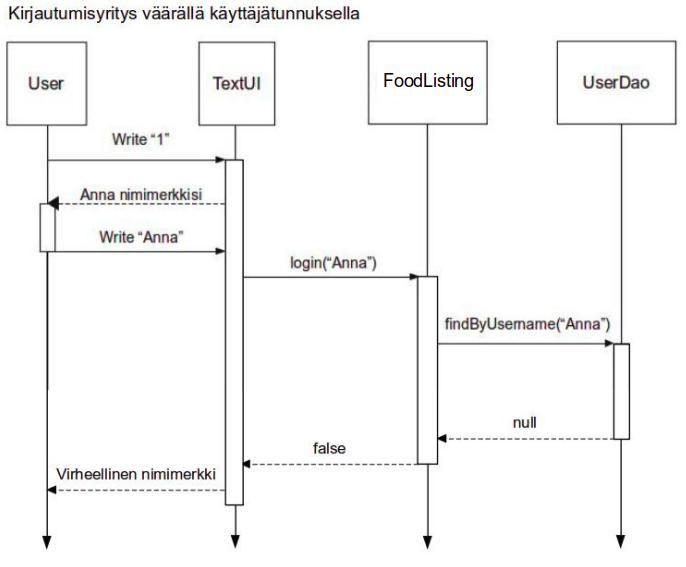 Kirjautumisyritys väärällä käyttäjätunnuksella
User
TextUI
FoodListing
UserDao
Write “1”
Anna nimimerkkisi
Write “Anna”
login(“Anna”)
findByUsername(“Anna”)
null
false
Virheellinen nimimerkki